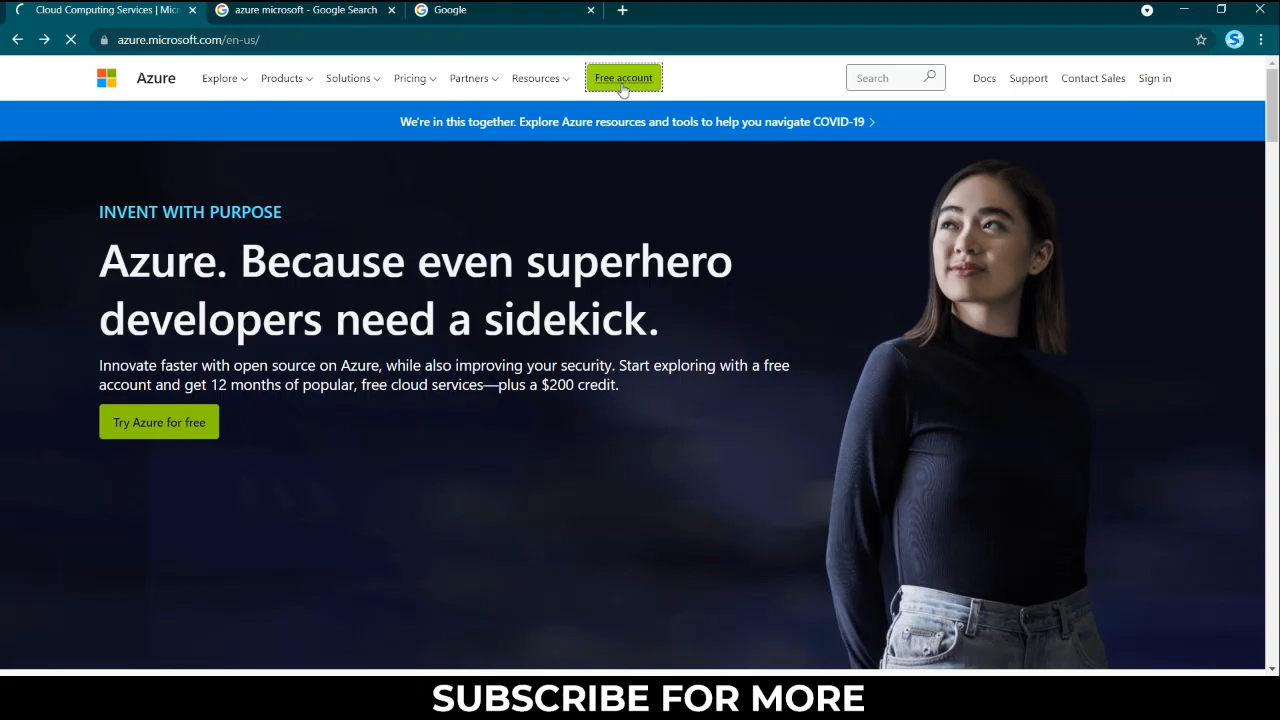 Cloud Computing Services | Micr
azure microsoft - Google Search
Google
azure.microsoft.com/en-us/
Azure
Explore
Products
Solutions
Pricing
Partners
Resources
Free account
Search
Docs
Support
Contact Sales
Sign in
We're in this together. Explore Azure resources and tools to help you navigate COVID-19
INVENT WITH PURPOSE
Azure. Because even superhero
developers need a sidekick.
Innovate faster with open source on Azure, while also improving your security. Start exploring with a free
account and get 12 months of popular, free cloud services—plus a $200 credit.
Try Azure for free
SUBSCRIBE FOR MORE